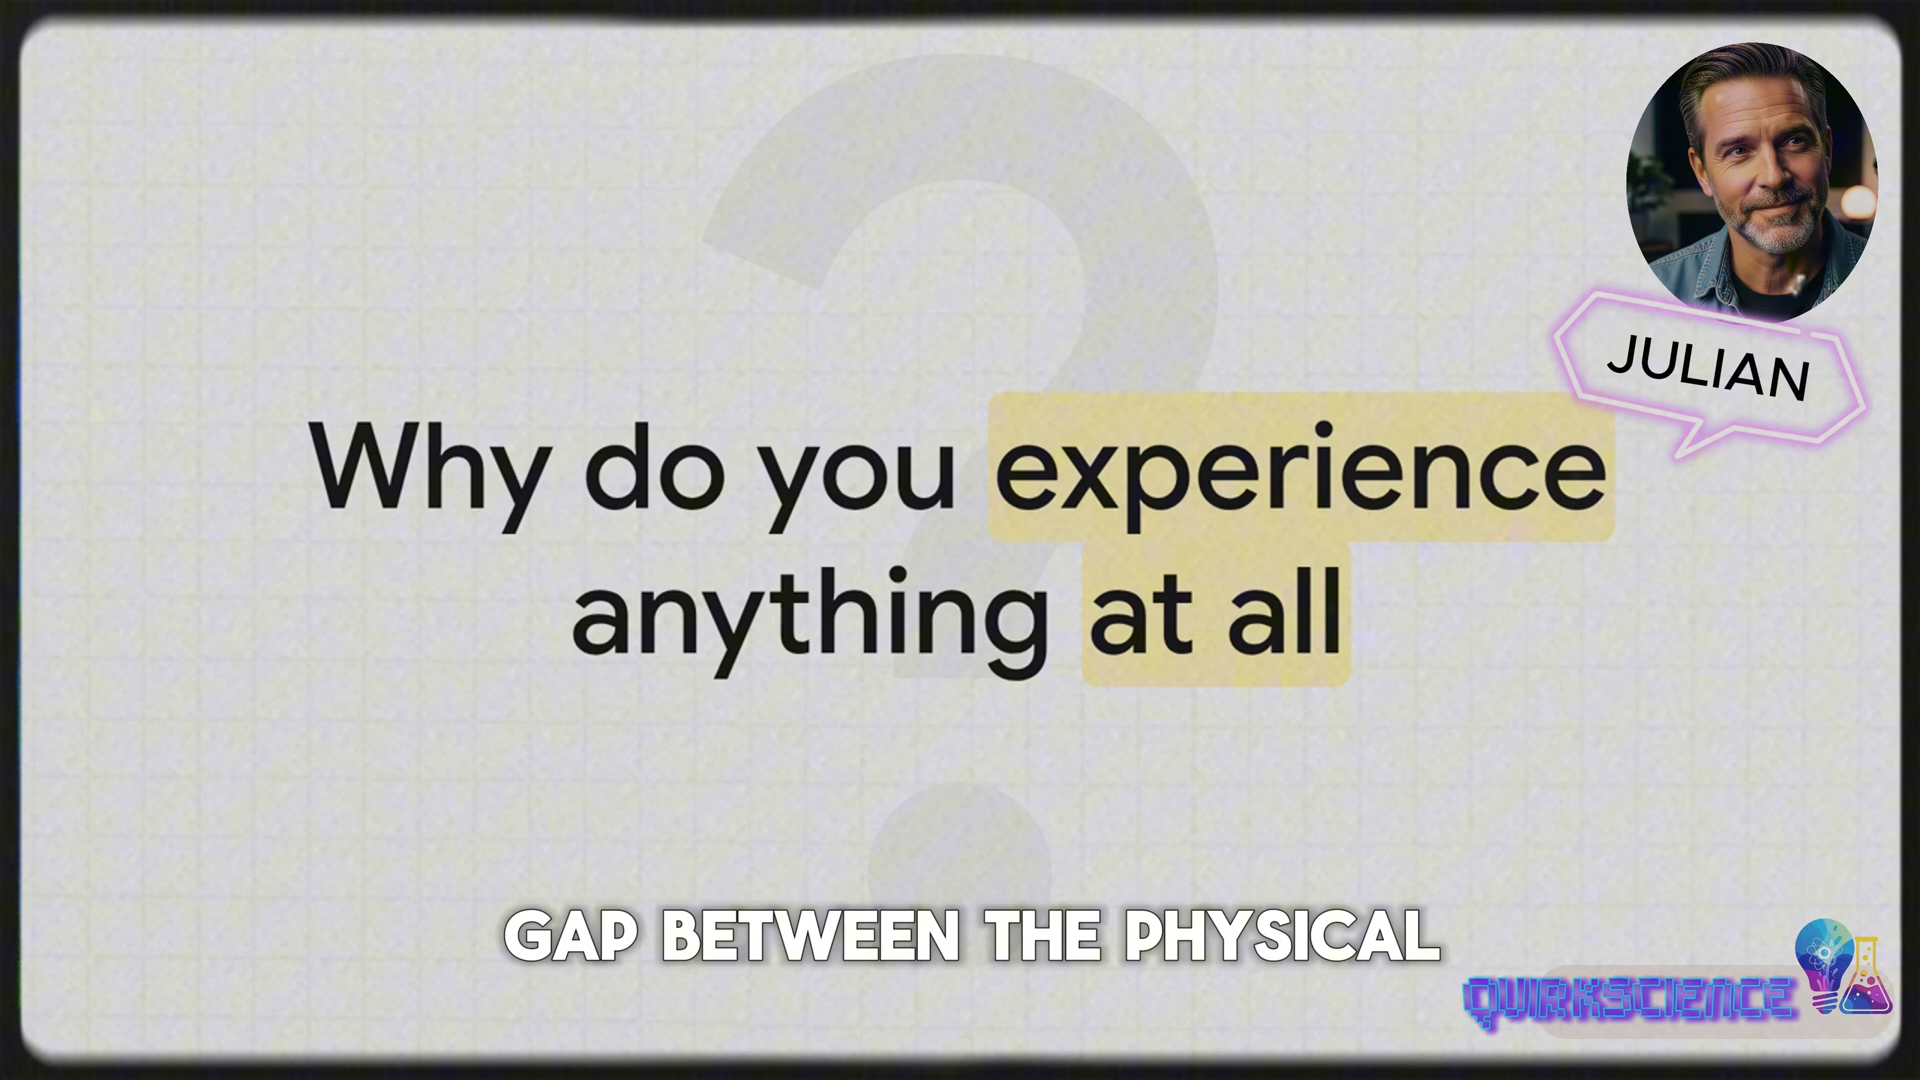 JULIAN
Why do you experience
anything at all
GAP BETWEEN THE PHYSICAL
QUIRKSCIENCE